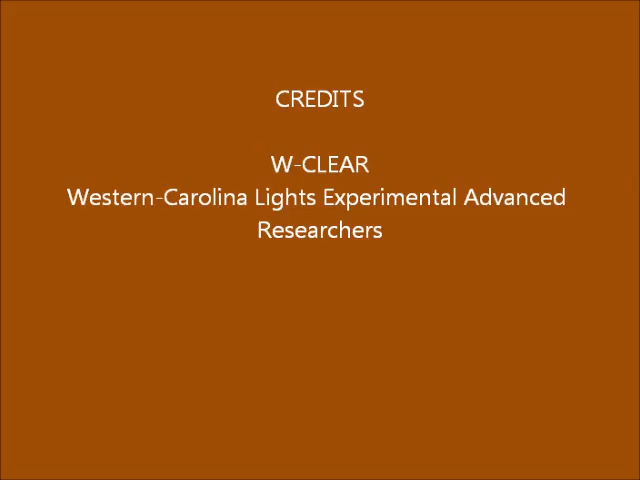 CREDITS
W-CLEAR
Western-Carolina Lights Experimental Advanced
Researchers